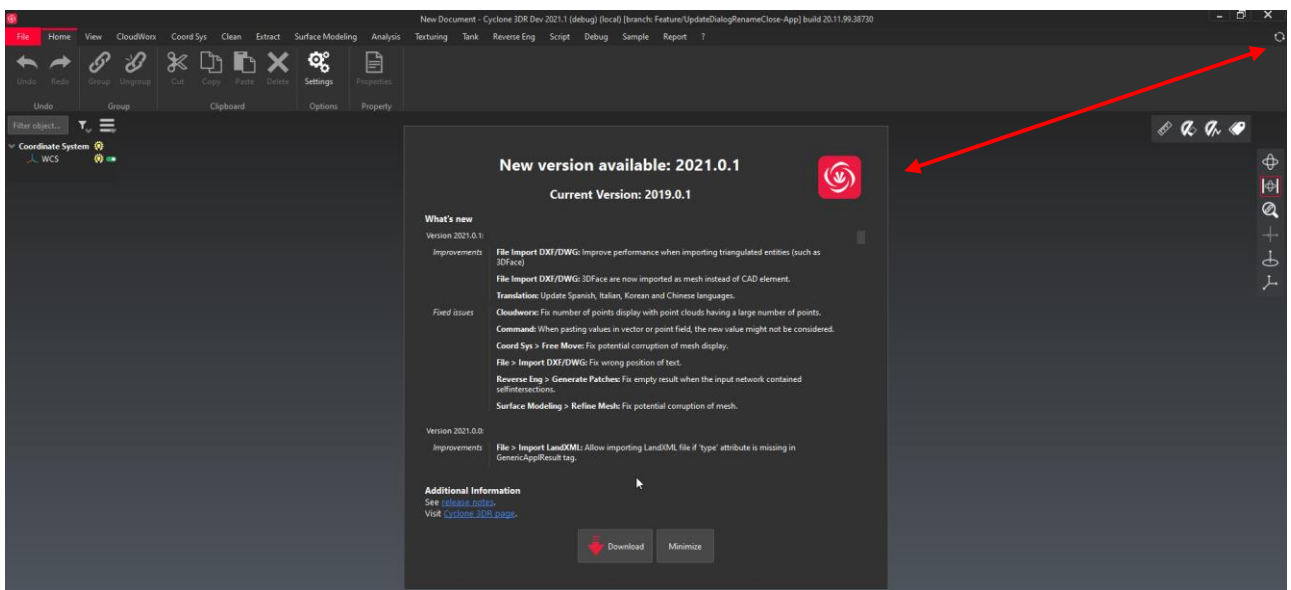 New Document - Cyclone 3DR Dev 2021.1 (debug) (local) [branch: Feature/UpdateDialogRenameClose-App] build 20.11.99.38730
File Home View CloudWorx Coord Sys Clean Extract Surface Modeling Analysis Texturing Tank Reverse Eng Script Debug Sample Report ?
Undo Redo Group Ungroup Cut Copy Paste Delete Settings Properties
Undo Group Clipboard Options Property
Filter object...
Coordinate System
WCS
New version available: 2021.0.1
Current Version: 2019.0.1
What's new
Version 2021.0.1:
Improvements File Import DXF/DWG: Improve performance when importing triangulated entities (such as
3DFace)
File Import DXF/DWG: 3DFace are now imported as mesh instead of CAD element.
Translation: Update Spanish, Italian, Korean and Chinese languages.
Fixed issues Cloudworx: Fix number of points display with point clouds having a large number of points.
Command: When pasting values in vector or point field, the new value might not be considered.
Coord Sys > Free Move: Fix potential corruption of mesh display.
File > Import DXF/DWG: Fix wrong position of text.
Reverse Eng > Generate Patches: Fix empty result when the input network contained
selfintersections.
Surface Modeling > Refine Mesh: Fix potential corruption of mesh.
Version 2021.0.0:
Improvements File > Import LandXML: Allow importing LandXML file if 'type' attribute is missing in
GenericApplResult tag.
Additional Information
See release notes.
Visit Cyclone 3DR page.
Download Minimize